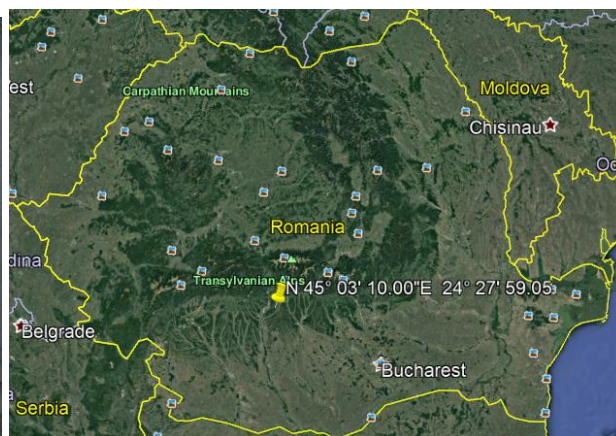 est
Carpathian Mountains
Moldova
Chisinau
Od
Romania
dina
Transylvanian Alps
N 45° 03' 10.00"E 24° 27' 59.05
Belgrade
Bucharest
Serbia